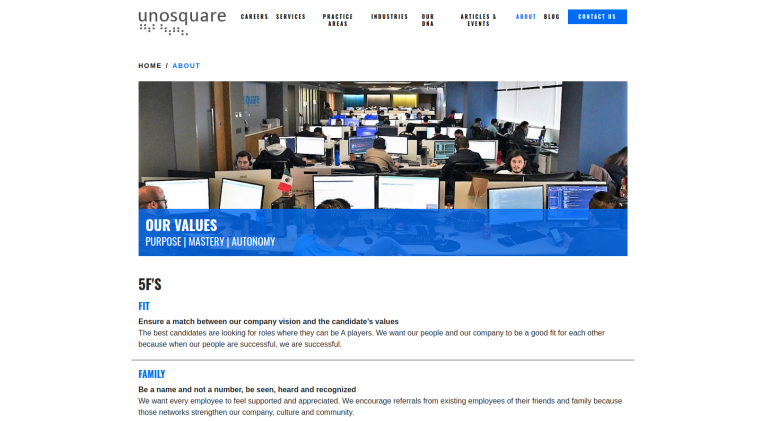 unosquare
CAREERS SERVICES PRACTICE AREAS INDUSTRIES OUR DNA ARTICLES & EVENTS ABOUT BLOG CONTACT US
HOME / ABOUT
OUR VALUES
PURPOSE | MASTERY | AUTONOMY
5F'S
FIT
Ensure a match between our company vision and the candidate's values
The best candidates are looking for roles where they can be A players. We want our people and our company to be a good fit for each other
because when our people are successful, we are successful.
FAMILY
Be a name and not a number, be seen, heard and recognized
We want every employee to feel supported and appreciated. We encourage referrals from existing employees of their friends and family because
those networks strengthen our company, culture and community.